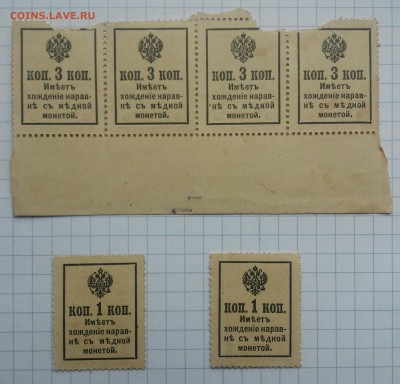 COINS.LAVE.RU
КОП. 3 КОП. КОП. 3 КОП. КОП. 3 КОП. КОП. 3 КОП.
Имѣетъ Имѣетъ Имѣетъ Имѣетъ
хожденіе нарав- хожденіе нарав- хожденіе нарав- хожденіе нарав-
нѣ съ мѣдной нѣ съ мѣдной нѣ съ мѣдной нѣ съ мѣдной
монетой. монетой. монетой. монетой.
КОП. 1 КОП. КОП. 1 КОП.
Имѣетъ Имѣетъ
хожденіе нарав- хожденіе нарав-
нѣ съ мѣдной нѣ съ мѣдной
монетой. монетой.